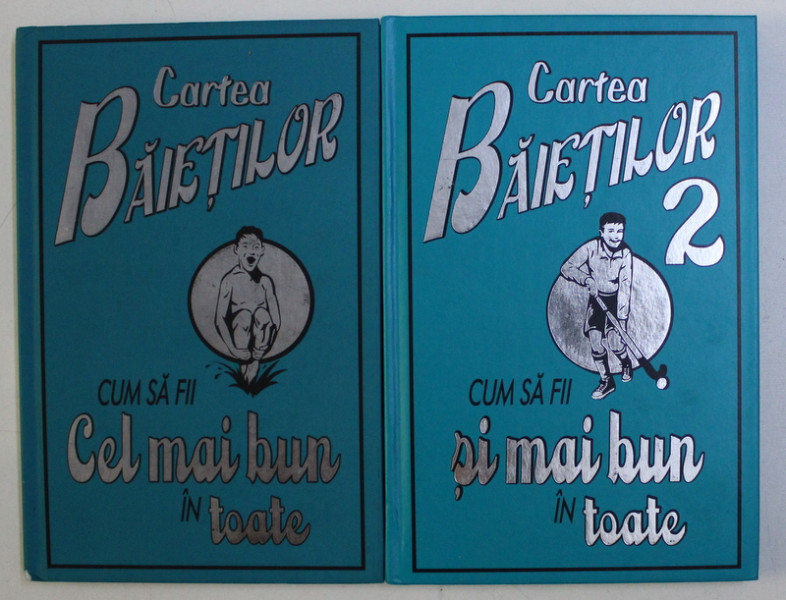 Cartea
BĂIEȚILOR
CUM SĂ FII
Cel mai bun
ÎN toate
Cartea
BĂIEȚILOR
2
CUM SĂ FII
și mai bun
ÎN toate